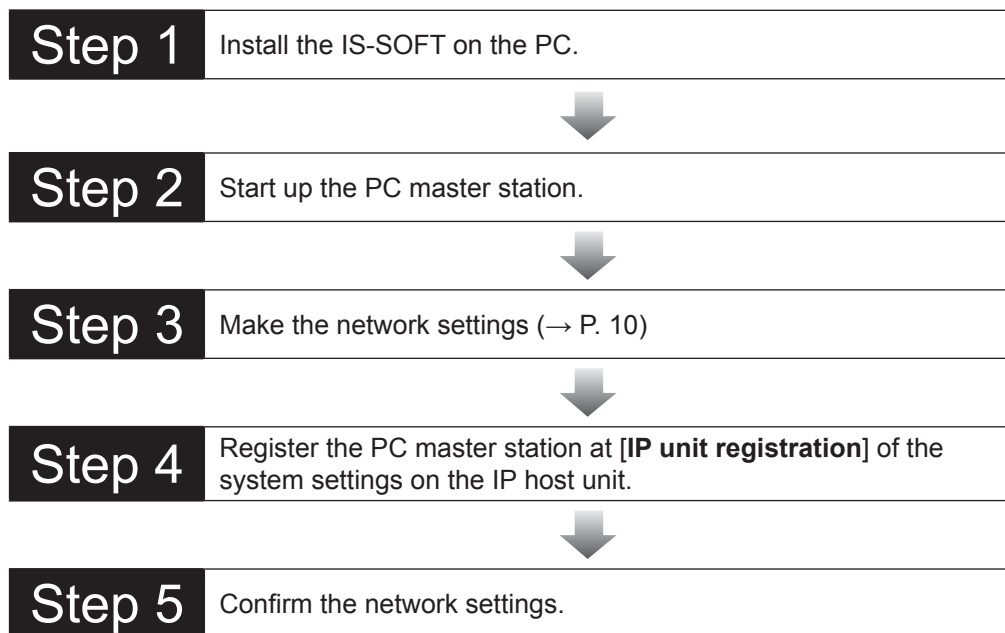 Step 1
Install the IS-SOFT on the PC.
Step 2
Start up the PC master station.
Step 3
Make the network settings (→ P. 10)
Step 4
Register the PC master station at [IP unit registration] of the
system settings on the IP host unit.
Step 5
Confirm the network settings.